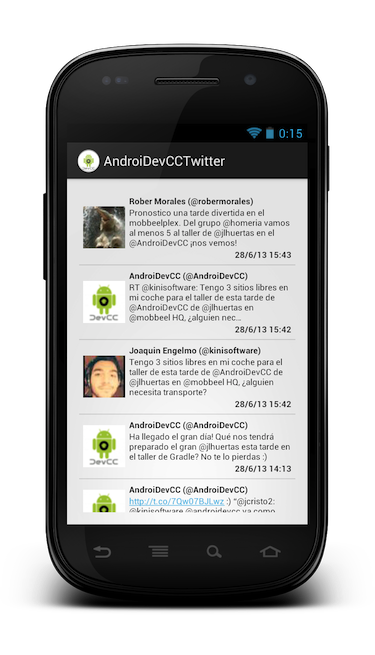 0:15
AndroiDevCCTwitter
Rober Morales (@robermorales)
Pronostico una tarde divertida en el
mobbeelplex. Del grupo @homeria vamos
al menos 5 al taller de @jlhuertas en el
@AndroiDevCC ¡nos vemos!
28/6/13 15:43
AndroiDevCC (@AndroiDevCC)
RT @kinisoftware: Tengo 3 sitios libres en
mi coche para el taller de esta tarde de
@AndroiDevCC de @jlhuertas en
@mobbeel HQ, ¿alguien nec...
DevCC
28/6/13 15:42
Joaquin Engelmo (@kinisoftware)
Tengo 3 sitios libres en mi coche para el
taller de esta tarde de @AndroiDevCC de
@jlhuertas en @mobbeel HQ, ¿alguien
necesita transporte?
28/6/13 15:42
AndroiDevCC (@AndroiDevCC)
Ha llegado el gran día! Qué nos tendrá
preparado el gran @jlhuertas esta tarde en
el taller de Gradle? No te lo pierdas :)
DevCC
28/6/13 14:13
AndroiDevCC (@AndroiDevCC)
http://t.co/7Qw07BJLwz :) “@jcristo2:
@kinisoftware @androidevcc ya como